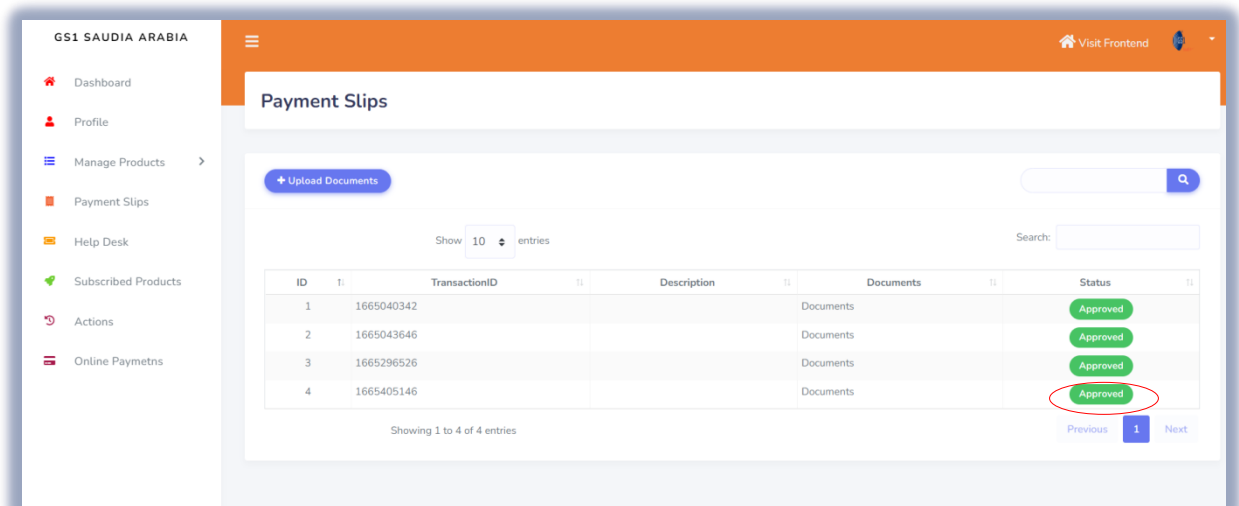 GS1 SAUDIA ARABIA
Visit Frontend
Dashboard
Profile
Manage Products
Payment Slips
Help Desk
Subscribed Products
Actions
Online Paymetns
Payment Slips
+ Upload Documents
Show 10 entries
Search:
ID TransactionID Description Documents Status
1 1665040342 Documents Approved
2 1665043646 Documents Approved
3 1665296526 Documents Approved
4 1665405146 Documents Approved
Showing 1 to 4 of 4 entries
Previous 1 Next